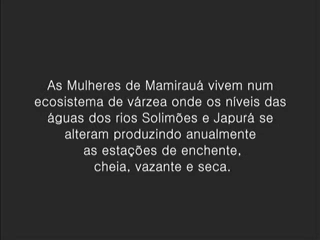 As Mulheres de Mamirauá vivem num
ecosistema de várzea onde os níveis das
águas dos rios Solimões e Japurá se
alteram produzindo anualmente
as estações de enchente,
cheia, vazante e seca.